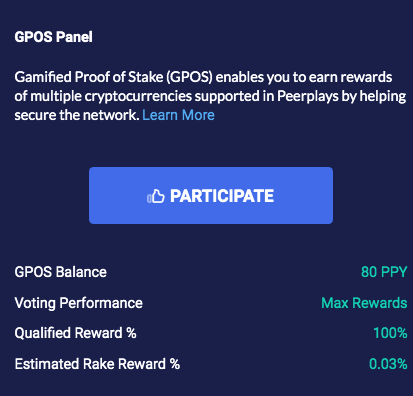 GPOS Panel
Gamified Proof of Stake (GPOS) enables you to earn rewards
of multiple cryptocurrencies supported in Peerplays by helping
secure the network. Learn More
PARTICIPATE
GPOS Balance 80 PPY
Voting Performance Max Rewards
Qualified Reward % 100%
Estimated Rake Reward % 0.03%